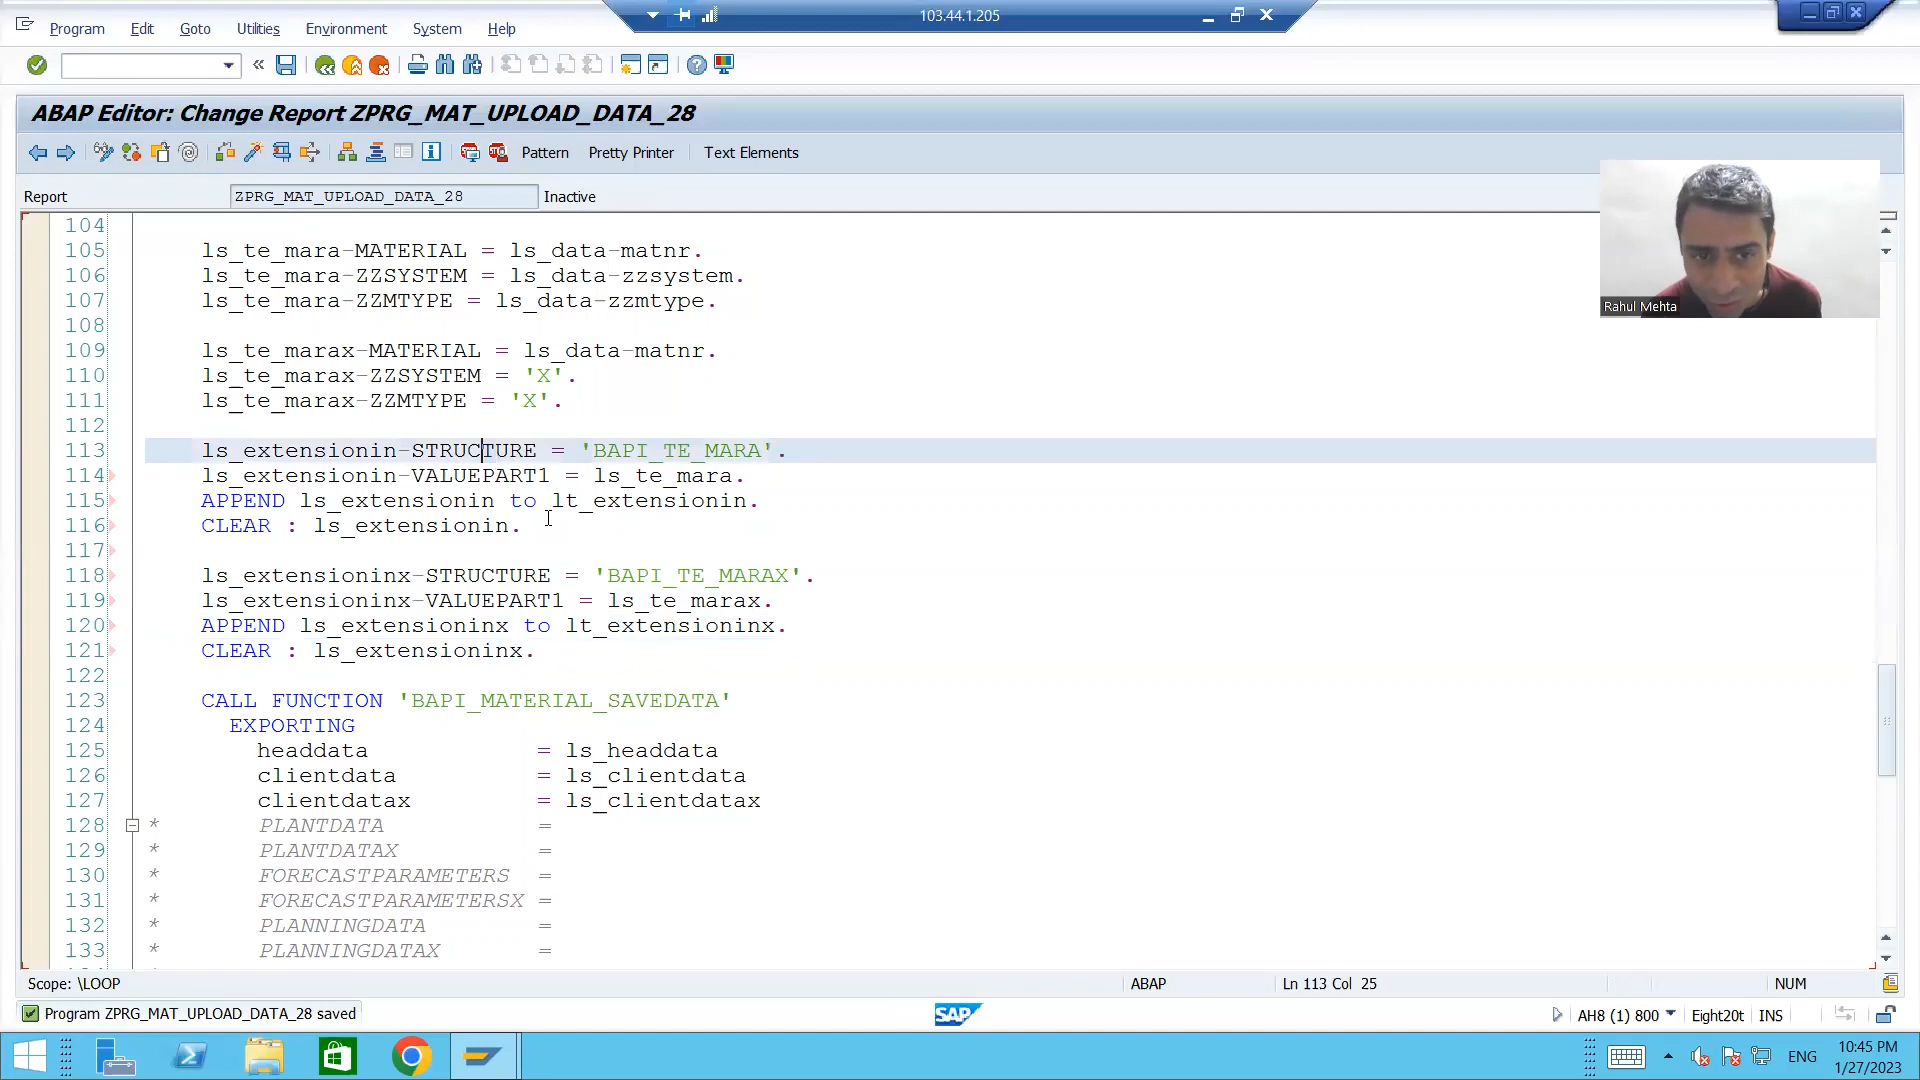 103.44.1.205
Program Edit Goto Utilities Environment System Help
ABAP Editor: Change Report ZPRG_MAT_UPLOAD_DATA_28
Pattern Pretty Printer Text Elements
Report ZPRG_MAT_UPLOAD_DATA_28 Inactive
Rahul Mehta
104
105 ls_te_mara-MATERIAL = ls_data-matnr.
106 ls_te_mara-ZZSYSTEM = ls_data-zzsystem.
107 ls_te_mara-ZZMTYPE = ls_data-zzmtype.
108
109 ls_te_marax-MATERIAL = ls_data-matnr.
110 ls_te_marax-ZZSYSTEM = 'X'.
111 ls_te_marax-ZZMTYPE = 'X'.
112
113 ls_extensionin-STRUCTURE = 'BAPI_TE_MARA'.
114 ls_extensionin-VALUEPART1 = ls_te_mara.
115 APPEND ls_extensionin to lt_extensionin.
116 CLEAR : ls_extensionin.
117
118 ls_extensioninx-STRUCTURE = 'BAPI_TE_MARAX'.
119 ls_extensioninx-VALUEPART1 = ls_te_marax.
120 APPEND ls_extensioninx to lt_extensioninx.
121 CLEAR : ls_extensioninx.
122
123 CALL FUNCTION 'BAPI_MATERIAL_SAVEDATA'
124 EXPORTING
125 headdata = ls_headdata
126 clientdata = ls_clientdata
127 clientdatax = ls_clientdatax
128 * PLANTDATA =
129 * PLANTDATAX =
130 * FORECASTPARAMETERS =
131 * FORECASTPARAMETERSX =
132 * PLANNINGDATA =
133 * PLANNINGDATAX =
Scope: \LOOP ABAP Ln 113 Col 25 NUM
Program ZPRG_MAT_UPLOAD_DATA_28 saved SAP AH8 (1) 800 Eight20t INS
ENG 10:45 PM
1/27/2023